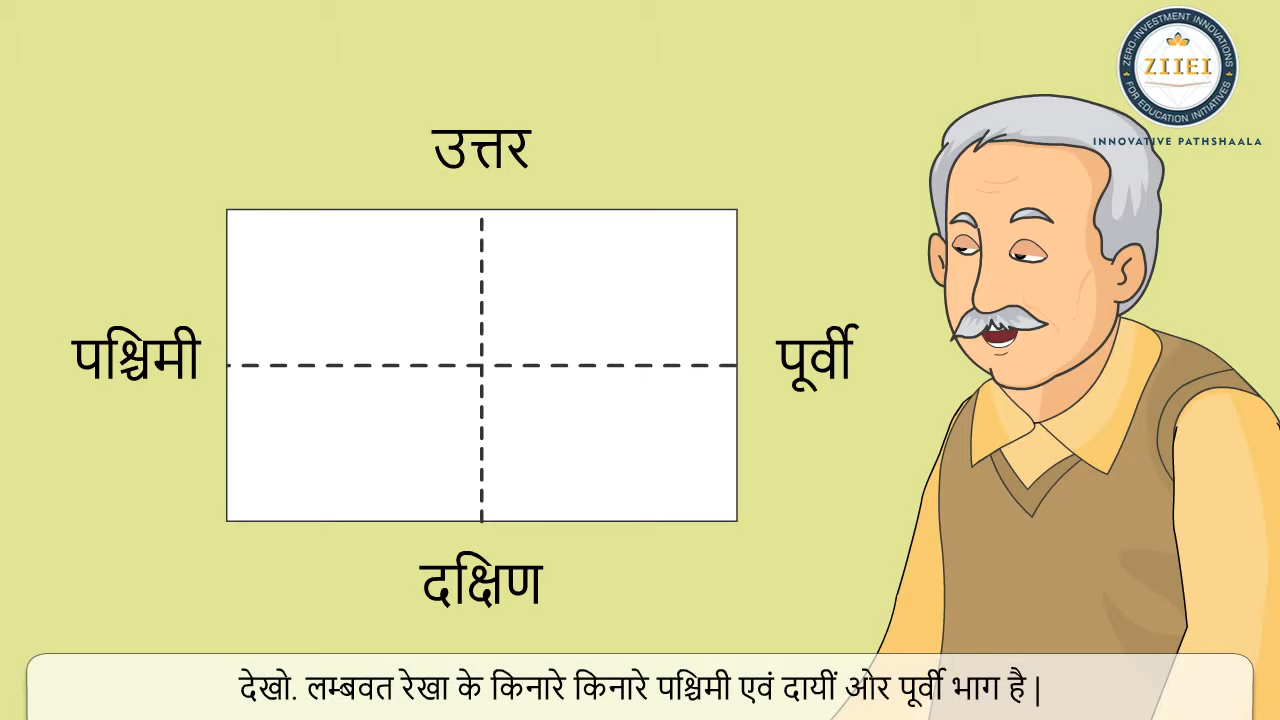 ZERO-INVESTMENT INNOVATIONS
ZIIEI
FOR EDUCATION INITIATIVES
INNOVATIVE PATHSHAALA
उत्तर
पश्चिमी
पूर्वी
दक्षिण
देखो. लम्बवत रेखा के किनारे किनारे पश्चिमी एवं दायीं ओर पूर्वी भाग है |